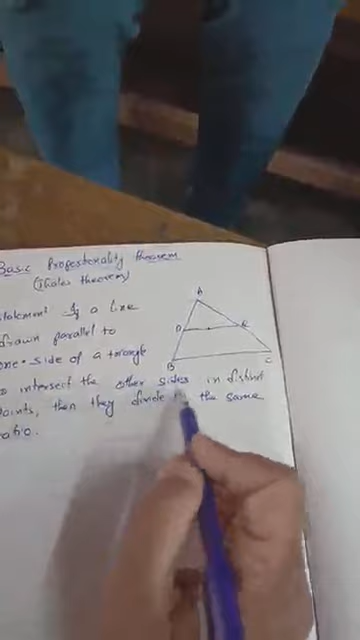 Basic Proportionality theorem
(Thales theorem)
statement If a line
drawn parallel to
one side of a triangle
to intersect the other sides in distinct
points, then they divide in the same
ratio.
A
D
E
B
C